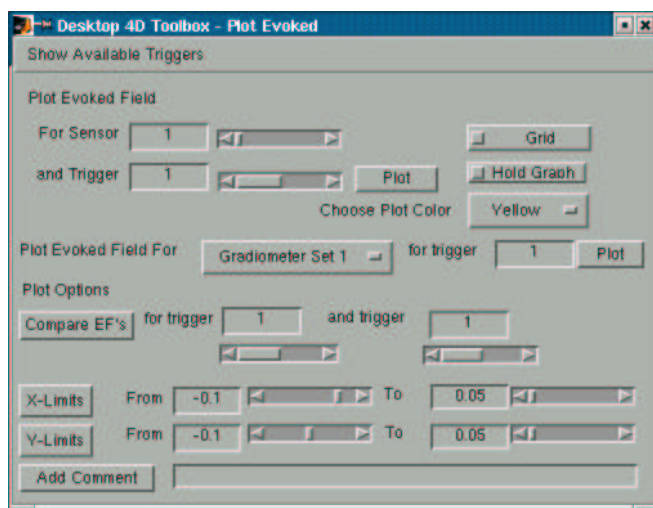 Desktop 4D Toolbox - Plot Evoked
Show Available Triggers
Plot Evoked Field
For Sensor 1 Grid
and Trigger 1 Plot Hold Graph
Choose Plot Color Yellow
Plot Evoked Field For Gradiometer Set 1 for trigger 1 Plot
Plot Options
Compare EF's for trigger 1 and trigger 1
X-Limits From -0.1 To 0.05
Y-Limits From -0.1 To 0.05
Add Comment